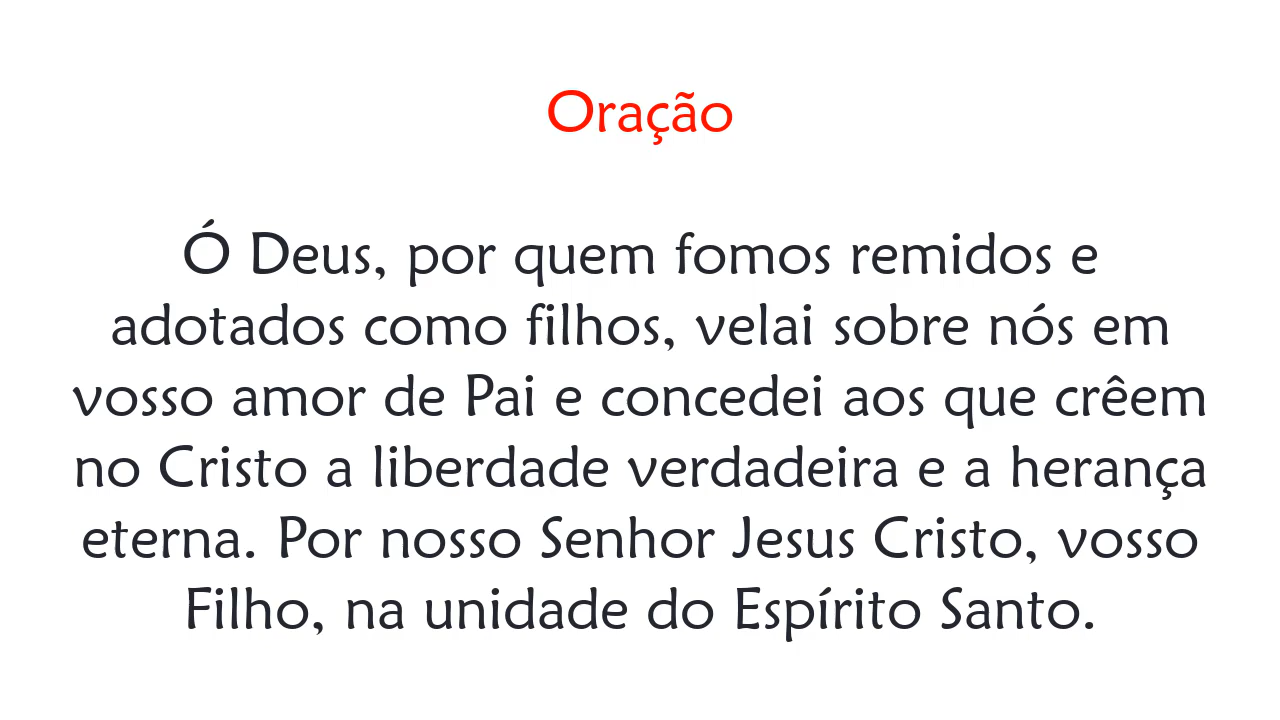 Oração
Ó Deus, por quem fomos remidos e
adotados como filhos, velai sobre nós em
vosso amor de Pai e concedei aos que crêem
no Cristo a liberdade verdadeira e a herança
eterna. Por nosso Senhor Jesus Cristo, vosso
Filho, na unidade do Espírito Santo.